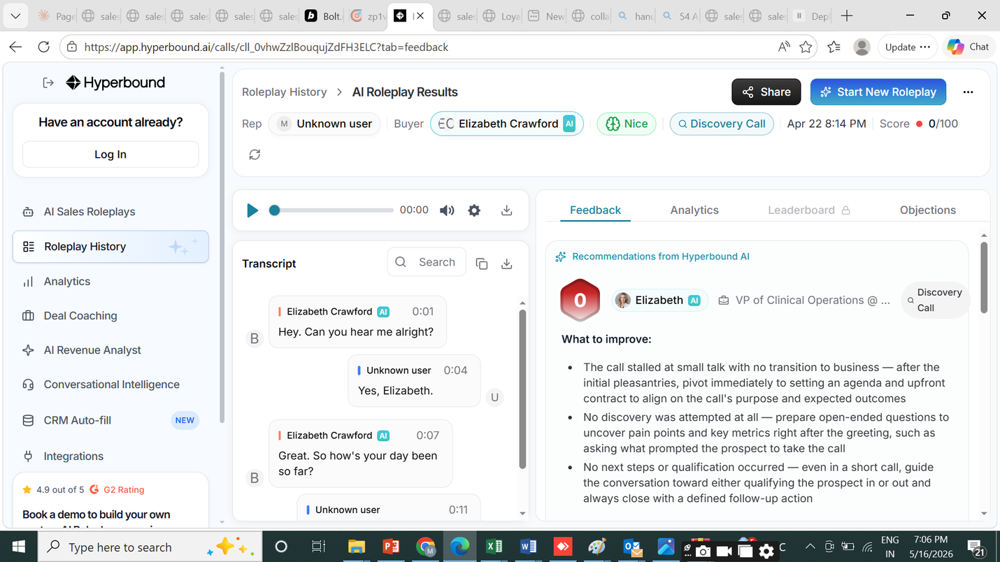 Page
sales
sales
sales
sales
sales
Bolt.
zp1v
sales
Loya
New
colla
hanu
54 A
sales
sales
Dep
https://app.hyperbound.ai/calls/cll_0vhwZzlBouqujZdFH3ELC?tab=feedback
Update
Chat
Hyperbound
Have an account already?
Log In
AI Sales Roleplays
Roleplay History
Analytics
Deal Coaching
AI Revenue Analyst
Conversational Intelligence
CRM Auto-fill NEW
Integrations
4.9 out of 5 G2 Rating
Book a demo to build your own
Roleplay History > AI Roleplay Results
Share
Start New Roleplay
Rep M Unknown user Buyer EC Elizabeth Crawford AI Nice Discovery Call Apr 22 8:14 PM Score 0/100
00:00
Transcript
Search
Elizabeth Crawford AI 0:01
Hey. Can you hear me alright?
B
Unknown user 0:04
Yes, Elizabeth.
U
Elizabeth Crawford AI 0:07
Great. So how's your day been
so far?
B
Unknown user 0:11
Feedback Analytics Leaderboard Objections
Recommendations from Hyperbound AI
0 Elizabeth AI VP of Clinical Operations @ ... Discovery
Call
What to improve:
• The call stalled at small talk with no transition to business — after the
initial pleasantries, pivot immediately to setting an agenda and upfront
contract to align on the call's purpose and expected outcomes
• No discovery was attempted at all — prepare open-ended questions to
uncover pain points and key metrics right after the greeting, such as
asking what prompted the prospect to take the call
• No next steps or qualification occurred — even in a short call, guide
the conversation toward either qualifying the prospect in or out and
always close with a defined follow-up action
Type here to search
ENG
IN
7:06 PM
5/16/2026
21